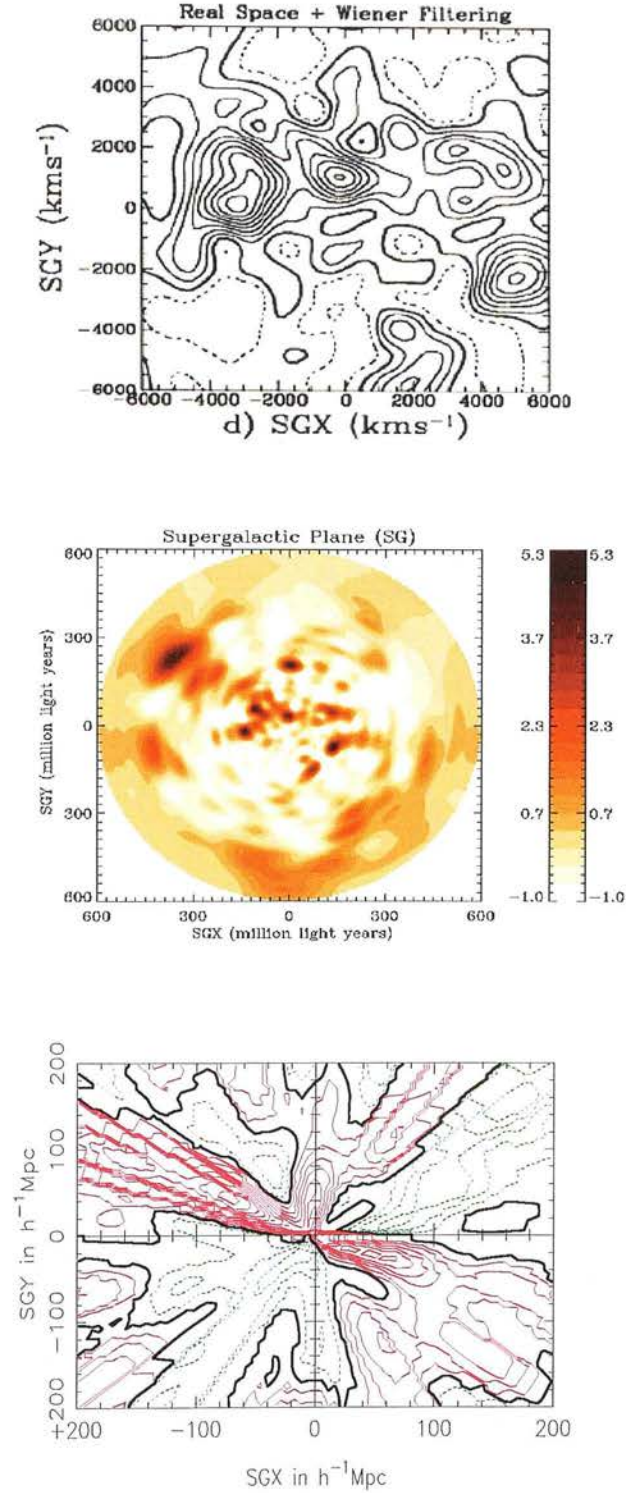 Real Space + Wiener Filtering
6000
4000
2000
0
-2000
-4000
-6000
SGY (kms⁻¹)
-6000 -4000 -2000 0 2000 4000 6000
d) SGX (kms⁻¹)
Supergalactic Plane (SG)
600
300
0
300
600
SGY (million light years)
600 300 0 300 600
SGX (million light years)
5.3 5.3
3.7 3.7
2.3 2.3
0.7 0.7
-1.0 -1.0
200
100
0
-100
-200
SGY in h⁻¹Mpc
+200 -100 0 100 200
SGX in h⁻¹Mpc